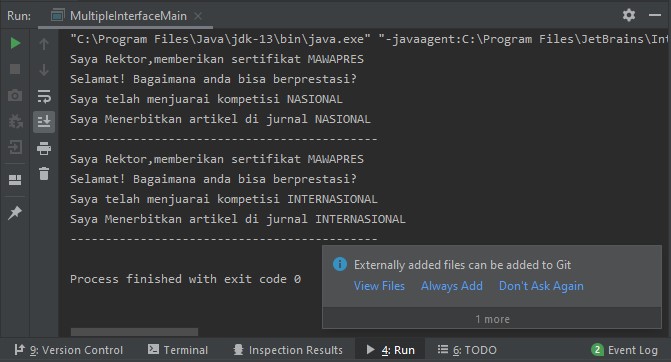 Run: MultipleInterfaceMain
"C:\Program Files\Java\jdk-13\bin\java.exe" "-javaagent:C:\Program Files\JetBrains\Int
Saya Rektor,memberikan sertifikat MAWAPRES
Selamat! Bagaimana anda bisa berprestasi?
Saya telah menjuarai kompetisi NASIONAL
Saya Menerbitkan artikel di jurnal NASIONAL
--------------------------------------------
Saya Rektor,memberikan sertifikat MAWAPRES
Selamat! Bagaimana anda bisa berprestasi?
Saya telah menjuarai kompetisi INTERNASIONAL
Saya Menerbitkan artikel di jurnal INTERNASIONAL
--------------------------------------------
Process finished with exit code 0
Externally added files can be added to Git
View Files Always Add Don't Ask Again
1 more
9: Version Control Terminal Inspection Results 4: Run 6: TODO 2 Event Log